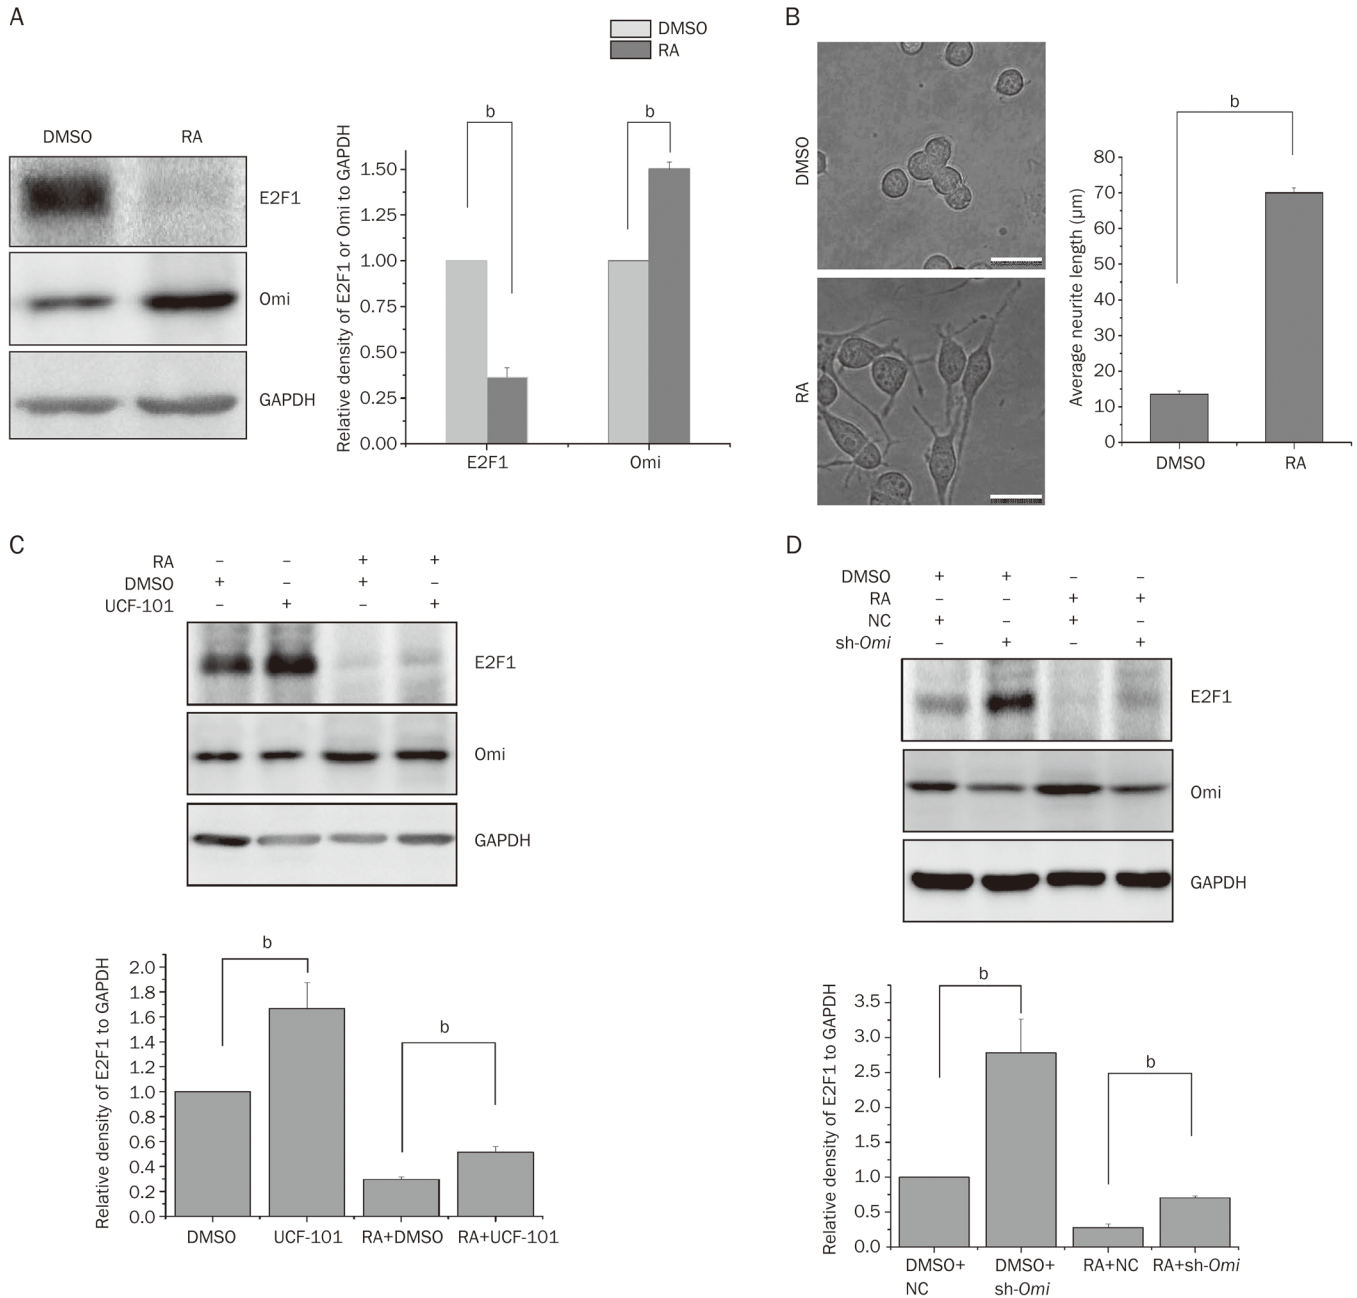 A
DMSO
RA
DMSO RA
E2F1
Omi
GAPDH
Relative density of E2F1 or Omi to GAPDH
b b
1.50
1.25
1.00
0.75
0.50
0.25
0.00
E2F1 Omi
B
DMSO
RA
Average neurite length (μm)
b
80
70
60
50
40
30
20
10
0
DMSO RA
C
RA – – + +
DMSO + – + –
UCF-101 – + – +
E2F1
Omi
GAPDH
Relative density of E2F1 to GAPDH
b
b
2.0
1.8
1.6
1.4
1.2
1.0
0.8
0.6
0.4
0.2
0.0
DMSO UCF-101 RA+DMSO RA+UCF-101
D
DMSO + + – –
RA – – + +
NC + – + –
sh-Omi – + – +
E2F1
Omi
GAPDH
Relative density of E2F1 to GAPDH
b
b
3.5
3.0
2.5
2.0
1.5
1.0
0.5
0.0
DMSO+ DMSO+ RA+NC RA+sh-Omi
NC sh-Omi